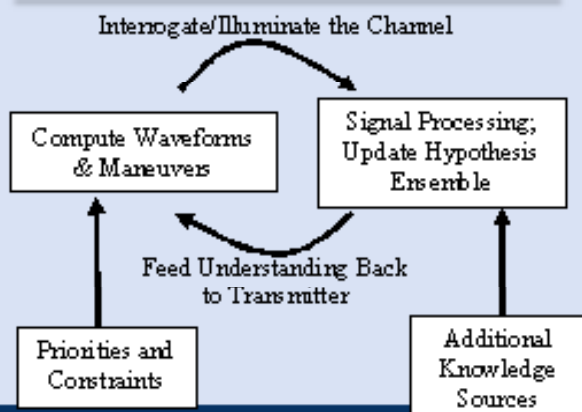 Interrogate/Illuminate the Channel
Compute Waveforms
& Maneuvers
Signal Processing;
Update Hypothesis
Ensemble
Feed Understanding Back
to Transmitter
Priorities and
Constraints
Additional
Knowledge
Sources